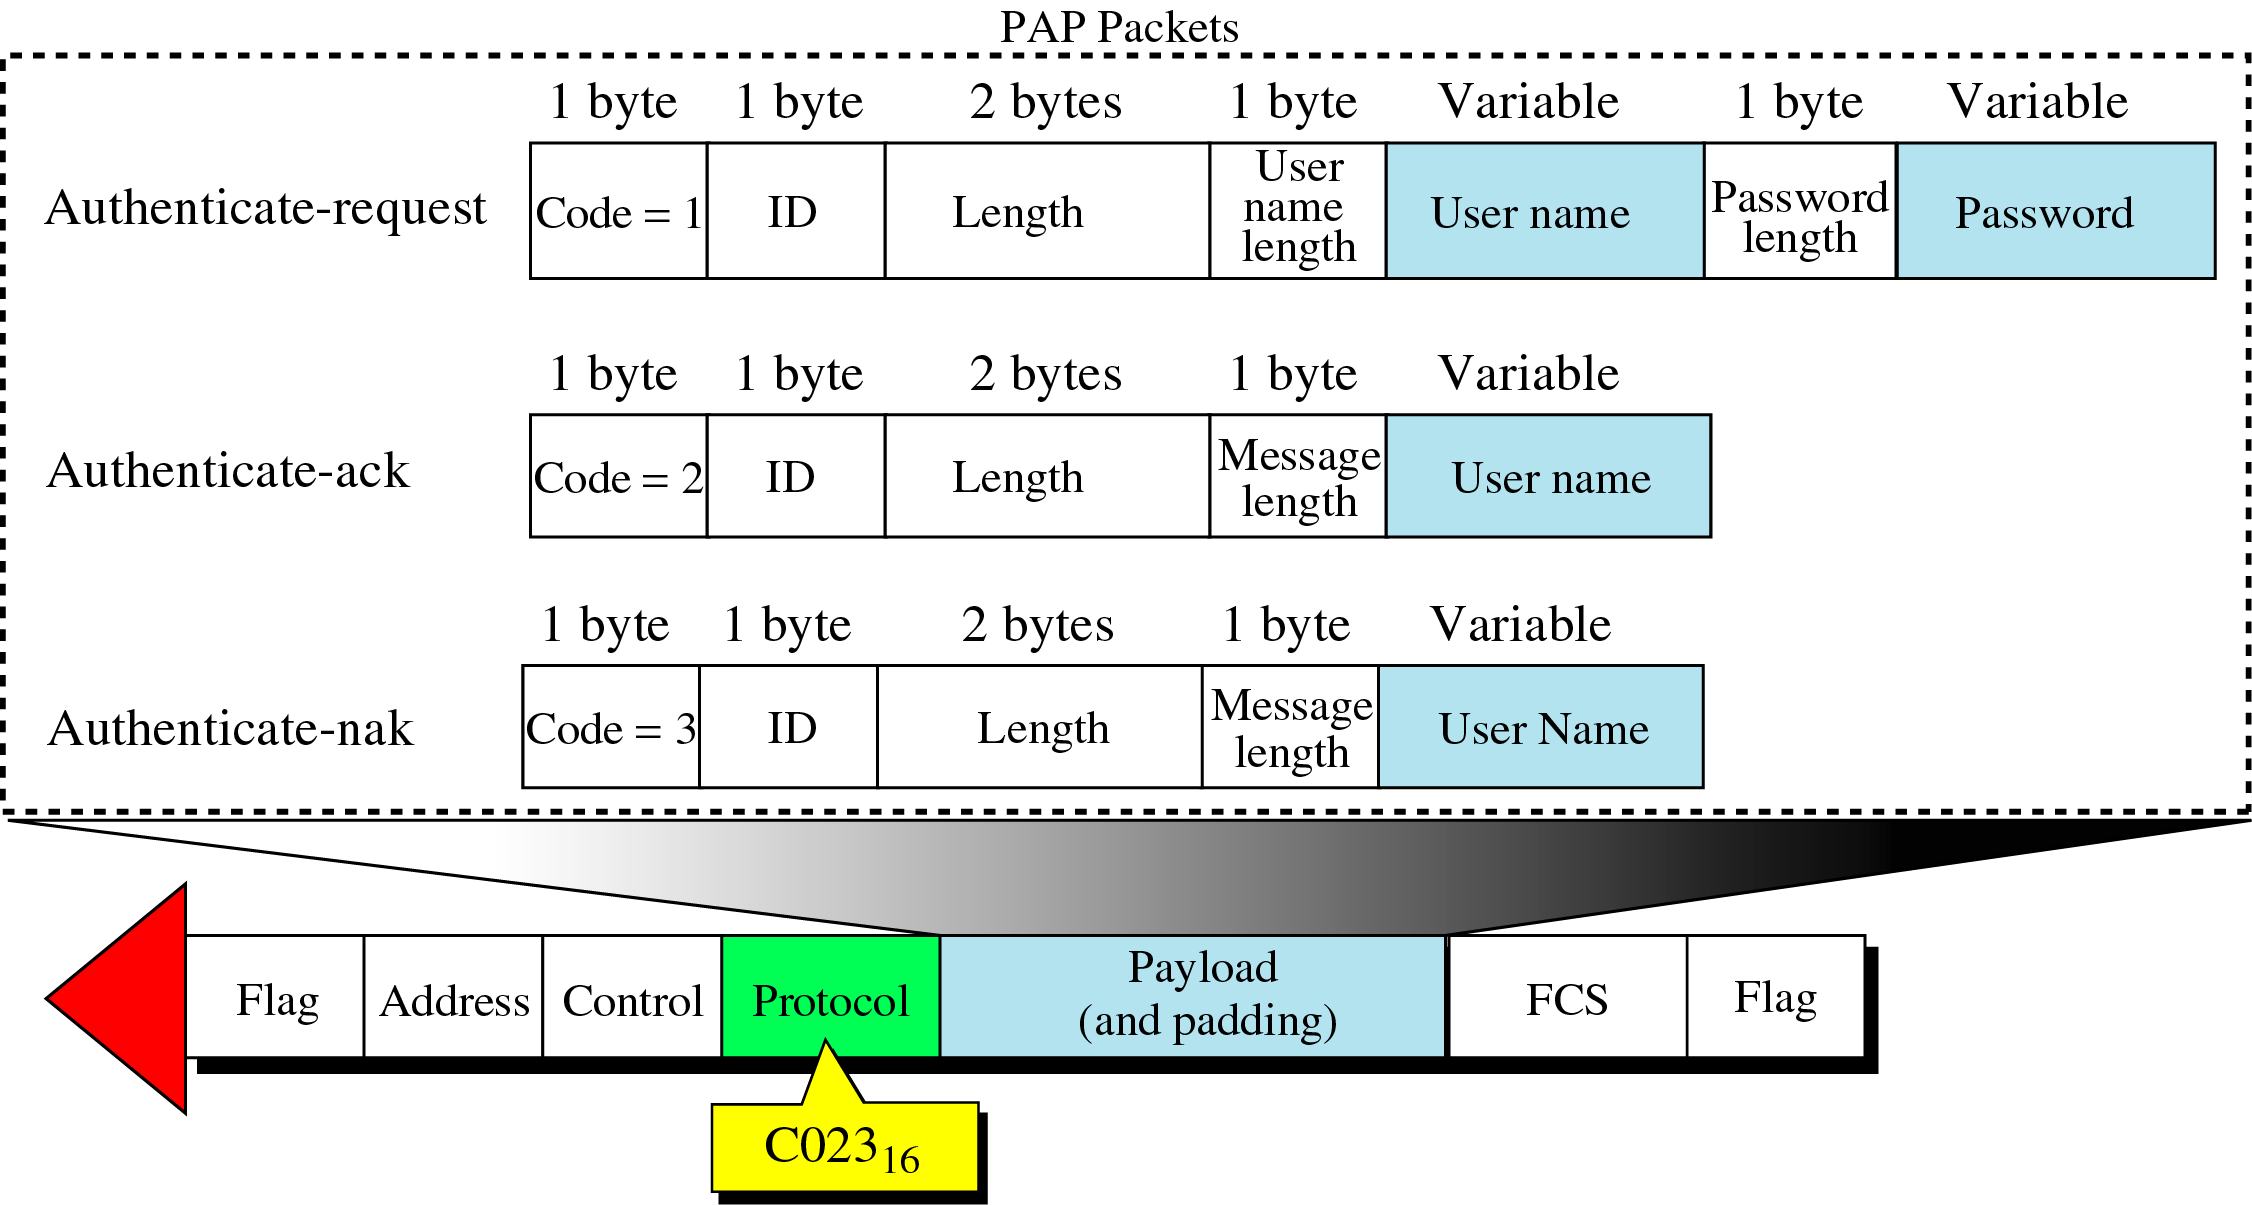 PAP Packets
1 byte 1 byte 2 bytes 1 byte Variable 1 byte Variable
Authenticate-request
Code = 1
ID
Length
User
name
length
User name
Password
length
Password
1 byte 1 byte 2 bytes 1 byte Variable
Authenticate-ack
Code = 2
ID
Length
Message
length
User name
1 byte 1 byte 2 bytes 1 byte Variable
Authenticate-nak
Code = 3
ID
Length
Message
length
User Name
Flag
Address
Control
Protocol
Payload
(and padding)
FCS
Flag
C023₁₆